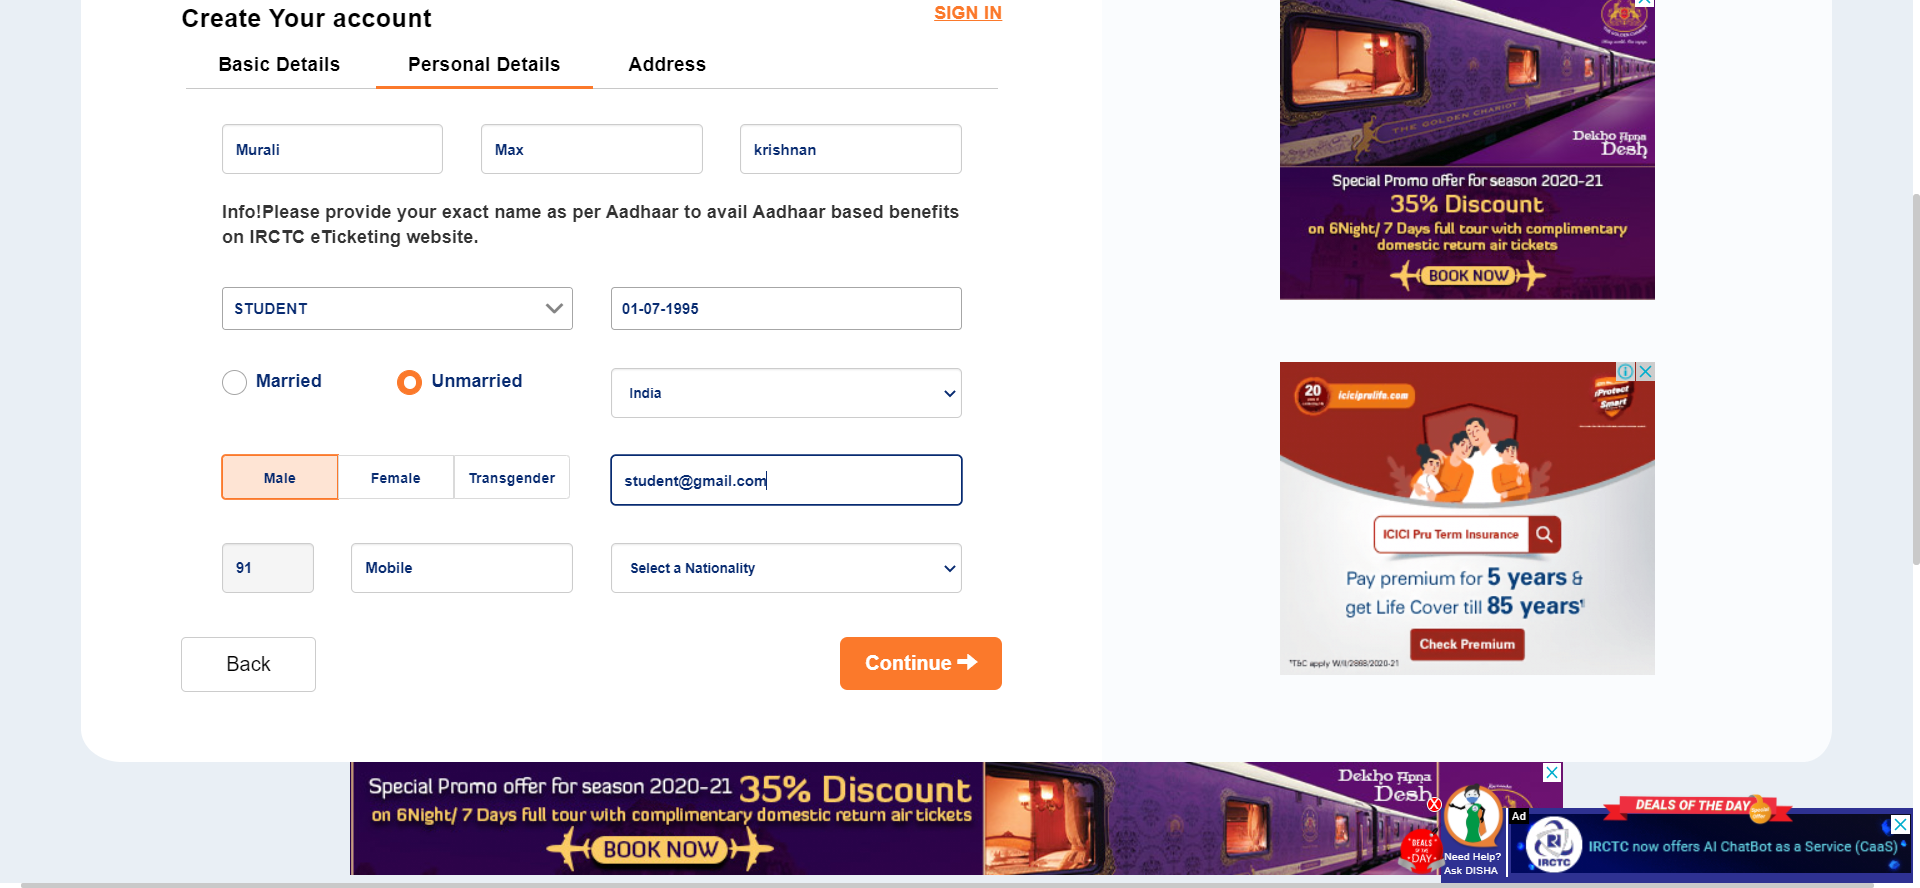 Create Your account
SIGN IN
Basic Details
Personal Details
Address
Murali
Max
krishnan
Info!Please provide your exact name as per Aadhaar to avail Aadhaar based benefits
on IRCTC eTicketing website.
STUDENT
01-07-1995
Married
Unmarried
India
Male
Female
Transgender
student@gmail.com
91
Mobile
Select a Nationality
Back
Continue
THE GOLDEN CHARIOT
Dekho Apna
Desh
Special Promo offer for season 2020-21
35% Discount
on 6Night/ 7 Days full tour with complimentary
domestic return air tickets
BOOK NOW
20
iciciprulife.com
iProtect
Smart
ICICI Pru Term Insurance
Pay premium for 5 years &
get Life Cover till 85 years¶
Check Premium
¶T&C apply W/II/2868/2020-21
Special Promo offer for season 2020-21 35% Discount
on 6Night/ 7 Days full tour with complimentary domestic return air tickets
BOOK NOW
Dekho Apna
Desh
DEALS
OF THE
DAY
Need Help?
Ask DISHA
Ad
DEALS OF THE DAY
Special
offer
IRCTC
IRCTC now offers AI ChatBot as a Service (CaaS)